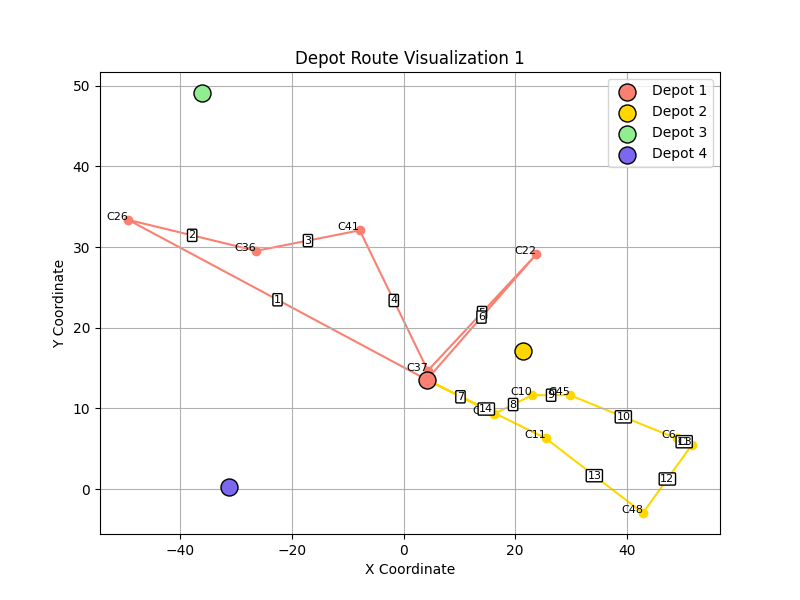 Depot Route Visualization 1
Depot 1
Depot 2
Depot 3
Depot 4
Y Coordinate
50
40
30
20
10
0
−40
−20
0
20
40
X Coordinate
C26
2
C36
3
C41
C22
1
4
6
C37
7
14
8
C10
9
C45
10
C11
C6
13
12
C48